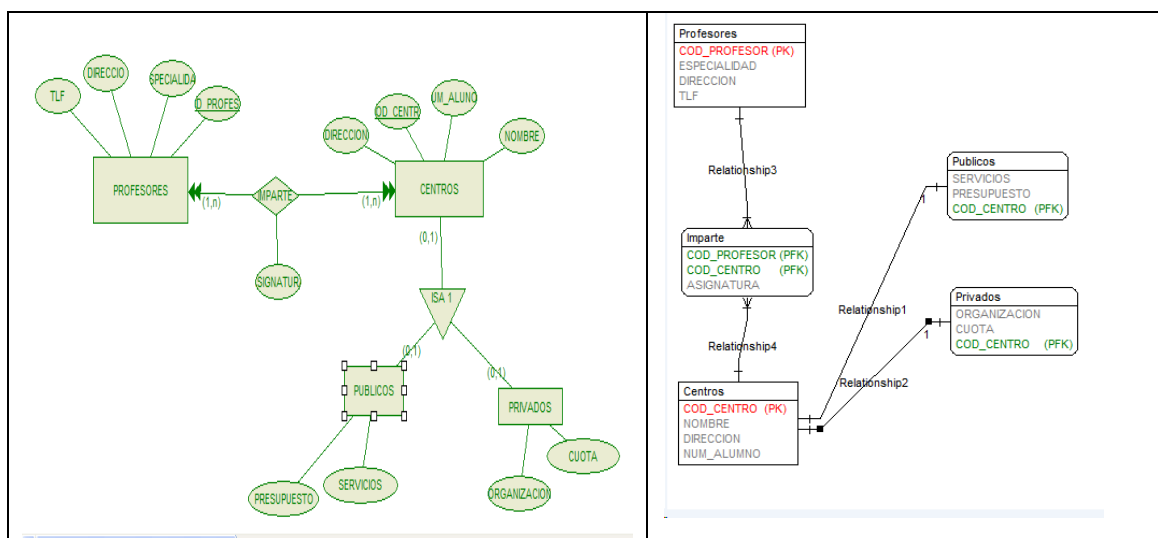 DIRECCIO
SPECIALIDA
TLF
D_PROFES
UM_ALUNO
OD_CENTR
DIRECCION
NOMBRE
PROFESORES
IMPARTE
CENTROS
(1,n)
(1,n)
(0,1)
SIGNATUR
ISA 1
(0,1)
(0,1)
PUBLICOS
PRIVADOS
CUOTA
SERVICIOS
PRESUPUESTO
ORGANIZACION
Profesores
COD_PROFESOR (PK)
ESPECIALIDAD
DIRECCION
TLF
Relationship3
Publicos
SERVICIOS
PRESUPUESTO
COD_CENTRO (PFK)
1
Imparte
COD_PROFESOR (PFK)
COD_CENTRO (PFK)
ASIGNATURA
Privados
ORGANIZACION
CUOTA
COD_CENTRO (PFK)
1
Relationship1
Relationship4
Relationship2
Centros
COD_CENTRO (PK)
NOMBRE
DIRECCION
NUM_ALUMNO